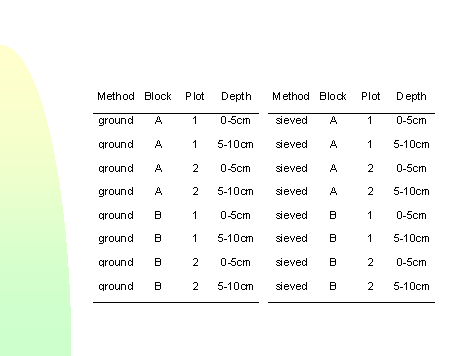 Method Block Plot Depth Method Block Plot Depth
ground A 1 0-5cm sieved A 1 0-5cm
ground A 1 5-10cm sieved A 1 5-10cm
ground A 2 0-5cm sieved A 2 0-5cm
ground A 2 5-10cm sieved A 2 5-10cm
ground B 1 0-5cm sieved B 1 0-5cm
ground B 1 5-10cm sieved B 1 5-10cm
ground B 2 0-5cm sieved B 2 0-5cm
ground B 2 5-10cm sieved B 2 5-10cm